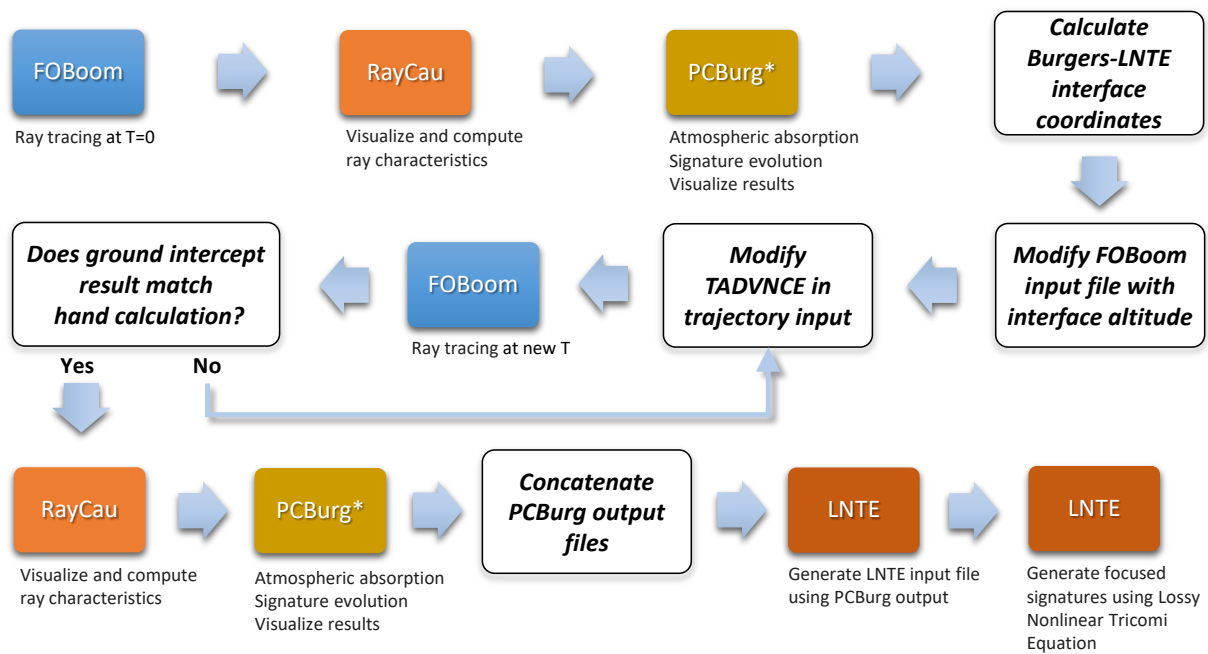 FOBoom
Ray tracing at T=0
RayCau
Visualize and compute
ray characteristics
PCBurg*
Atmospheric absorption
Signature evolution
Visualize results
Calculate
Burgers-LNTE
interface
coordinates
Modify FOBoom
input file with
interface altitude
Modify
TADVNCE in
trajectory input
FOBoom
Ray tracing at new T
Does ground intercept
result match
hand calculation?
Yes
No
RayCau
Visualize and compute
ray characteristics
PCBurg*
Atmospheric absorption
Signature evolution
Visualize results
Concatenate
PCBurg output
files
LNTE
Generate LNTE input file
using PCBurg output
LNTE
Generate focused
signatures using Lossy
Nonlinear Tricomi
Equation